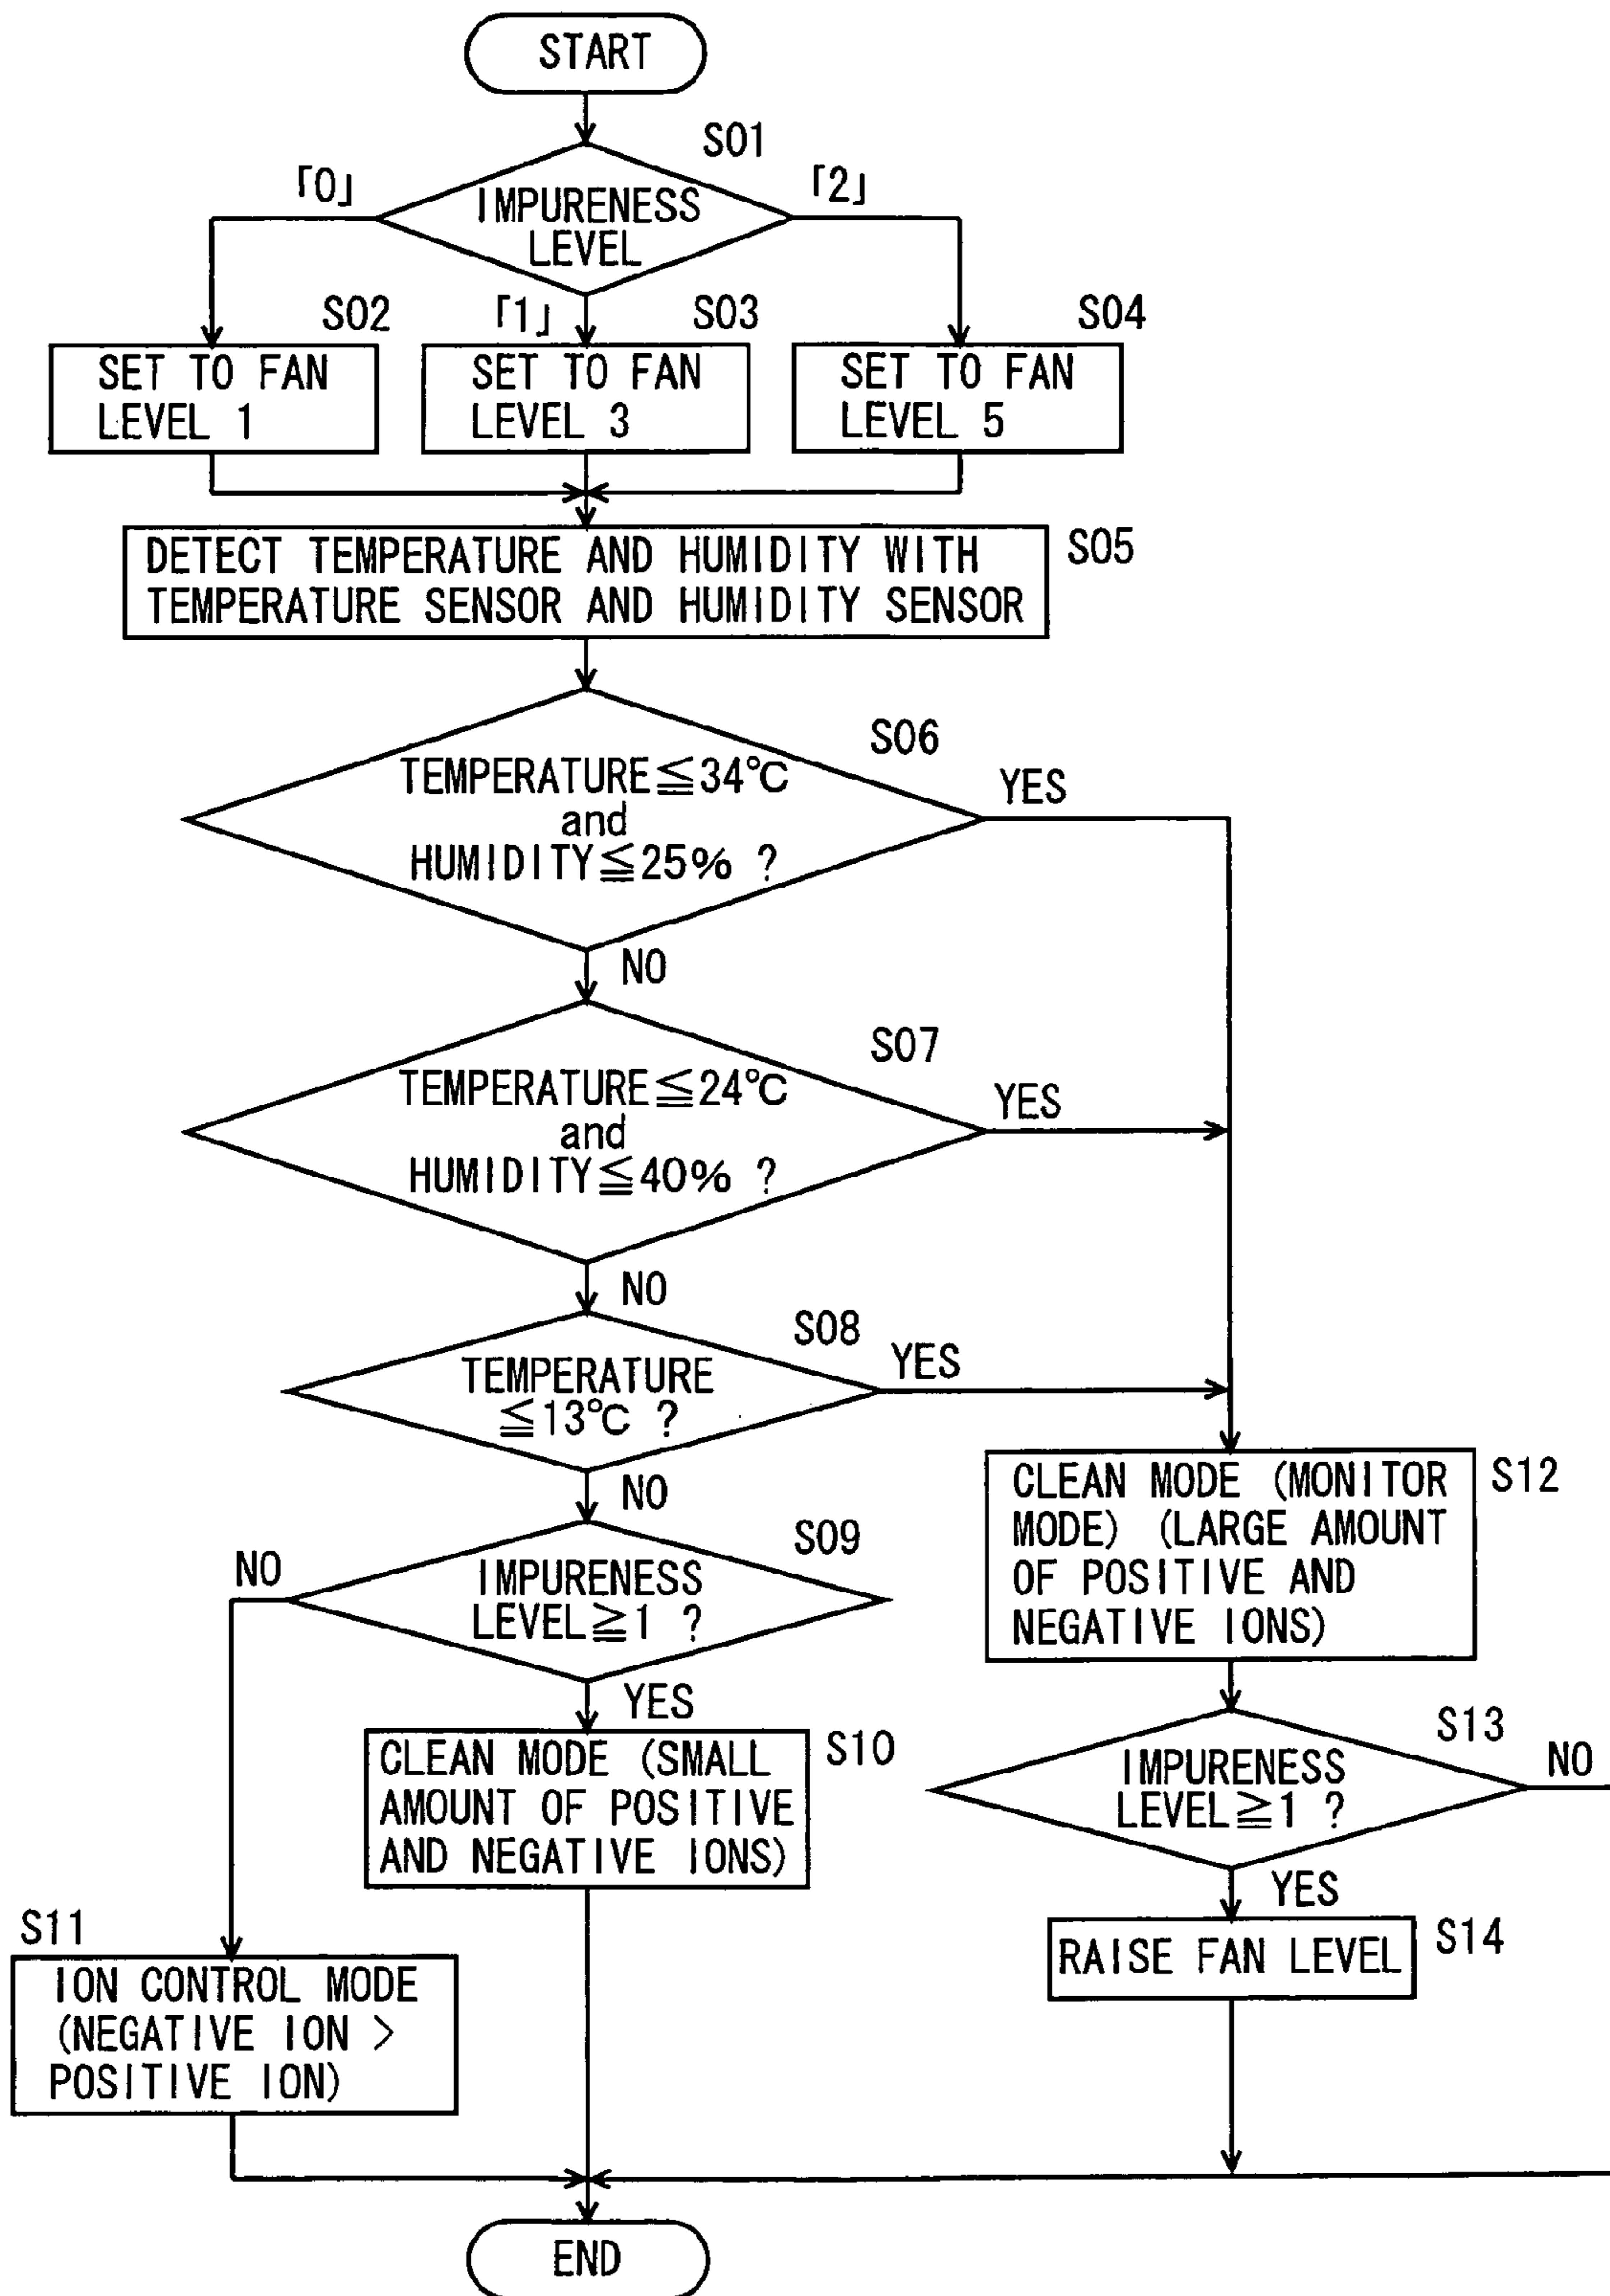 START
S01
「0」
IMPURENESS
LEVEL
「2」
S02
「1」
S03
S04
SET TO FAN
LEVEL 1
SET TO FAN
LEVEL 3
SET TO FAN
LEVEL 5
DETECT TEMPERATURE AND HUMIDITY WITH
TEMPERATURE SENSOR AND HUMIDITY SENSOR
S05
S06
TEMPERATURE≦34℃
and
HUMIDITY≦25% ?
YES
NO
S07
TEMPERATURE≦24℃
and
HUMIDITY≦40% ?
YES
NO
S08
TEMPERATURE
≦13℃ ?
YES
NO
S09
NO
IMPURENESS
LEVEL≧1 ?
YES
S12
CLEAN MODE (MONITOR
MODE) (LARGE AMOUNT
OF POSITIVE AND
NEGATIVE IONS)
S10
CLEAN MODE (SMALL
AMOUNT OF POSITIVE
AND NEGATIVE IONS)
S13
IMPURENESS
LEVEL≧1 ?
NO
YES
S14
RAISE FAN LEVEL
S11
ION CONTROL MODE
(NEGATIVE ION >
POSITIVE ION)
END